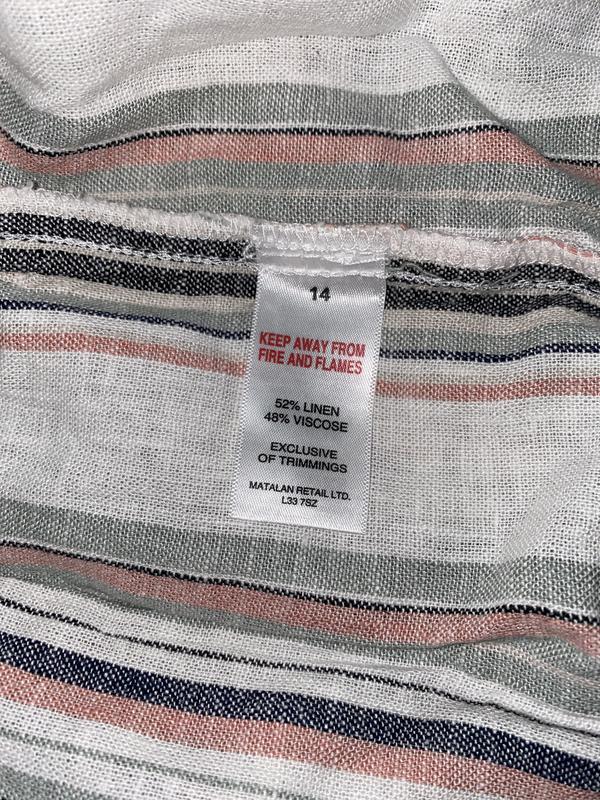 14
KEEP AWAY FROM
FIRE AND FLAMES
52% LINEN
48% VISCOSE
EXCLUSIVE
OF TRIMMINGS
MATALAN RETAIL LTD.
L33 7SZ